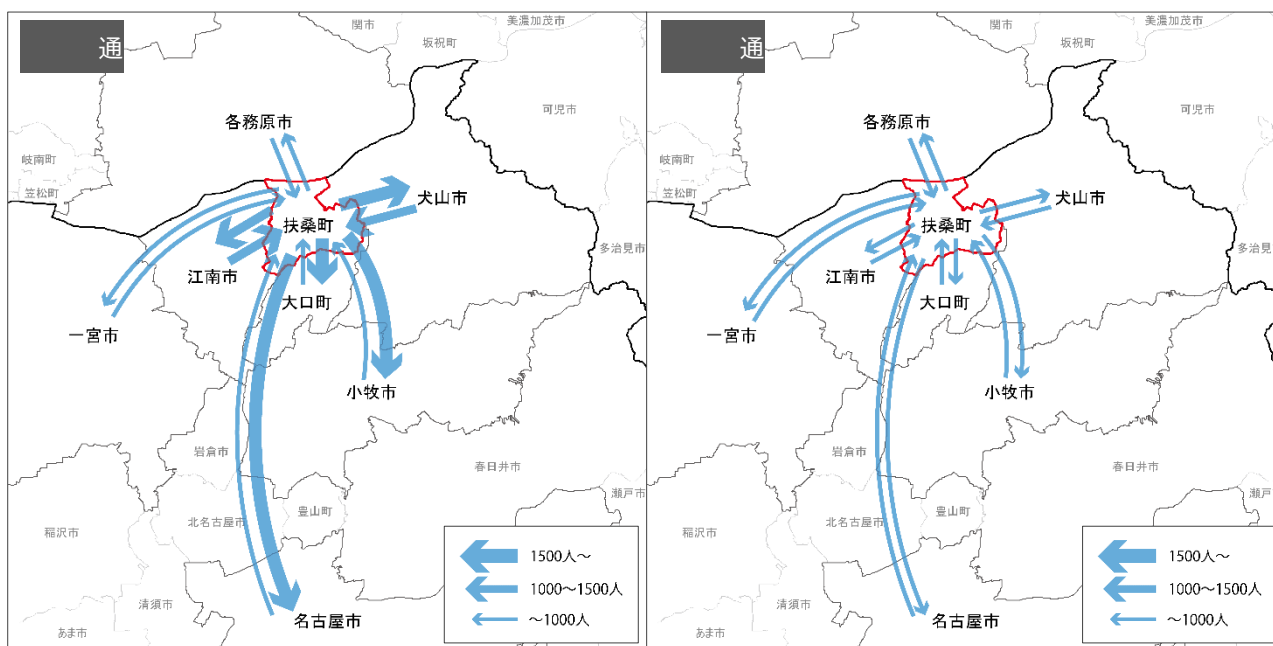 通
関市
美濃加茂市
坂祝町
可児市
各務原市
岐南町
笠松町
犬山市
扶桑町
多治見市
江南市
大口町
一宮市
小牧市
岩倉市
春日井市
瀬戸市
豊山町
北名古屋市
稲沢市
清須市
名古屋市
あま市
1500人～
1000～1500人
～1000人
通
関市
美濃加茂市
坂祝町
可児市
各務原市
岐南町
笠松町
犬山市
扶桑町
多治見市
江南市
大口町
一宮市
小牧市
岩倉市
春日井市
瀬戸市
豊山町
北名古屋市
稲沢市
清須市
名古屋市
あま市
1500人～
1000～1500人
～1000人